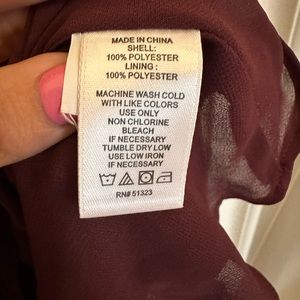 MADE IN CHINA
SHELL:
100% POLYESTER
LINING :
100% POLYESTER
MACHINE WASH COLD
WITH LIKE COLORS
USE ONLY
NON CHLORINE
BLEACH
IF NECESSARY
TUMBLE DRY LOW
USE LOW IRON
IF NECESSARY
RN# 51323